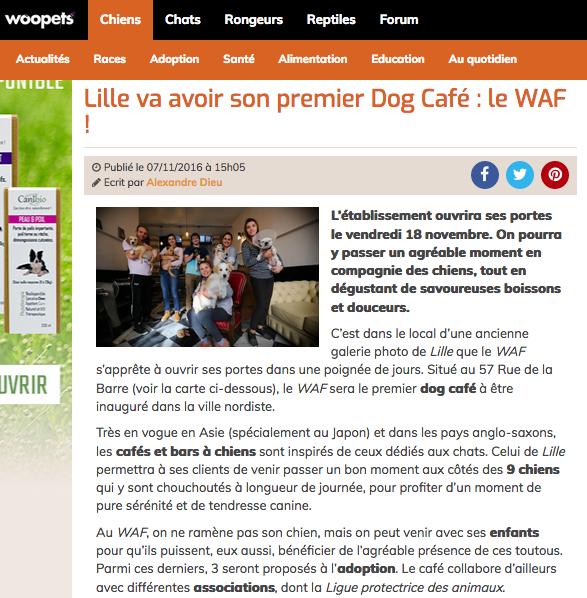 woopets
Chiens
Chats
Rongeurs
Reptiles
Forum
Actualités
Races
Adoption
Santé
Alimentation
Education
Au quotidien
PONIBLE
Canibio
PEAU & POIL
UVRIR
Lille va avoir son premier Dog Café : le WAF
!
Publié le 07/11/2016 à 15h05
Ecrit par Alexandre Dieu
L'établissement ouvrira ses portes
le vendredi 18 novembre. On pourra
y passer un agréable moment en
compagnie des chiens, tout en
dégustant de savoureuses boissons
et douceurs.
C'est dans le local d'une ancienne
galerie photo de Lille que le WAF
s'apprête à ouvrir ses portes dans une poignée de jours. Situé au 57 Rue de la
Barre (voir la carte ci-dessous), le WAF sera le premier dog café à être
inauguré dans la ville nordiste.
Très en vogue en Asie (spécialement au Japon) et dans les pays anglo-saxons,
les cafés et bars à chiens sont inspirés de ceux dédiés aux chats. Celui de Lille
permettra à ses clients de venir passer un bon moment aux côtés des 9 chiens
qui y sont chouchoutés à longueur de journée, pour profiter d'un moment de
pure sérénité et de tendresse canine.
Au WAF, on ne ramène pas son chien, mais on peut venir avec ses enfants
pour qu'ils puissent, eux aussi, bénéficier de l'agréable présence de ces toutous.
Parmi ces derniers, 3 seront proposés à l'adoption. Le café collabore d'ailleurs
avec différentes associations, dont la Ligue protectrice des animaux.